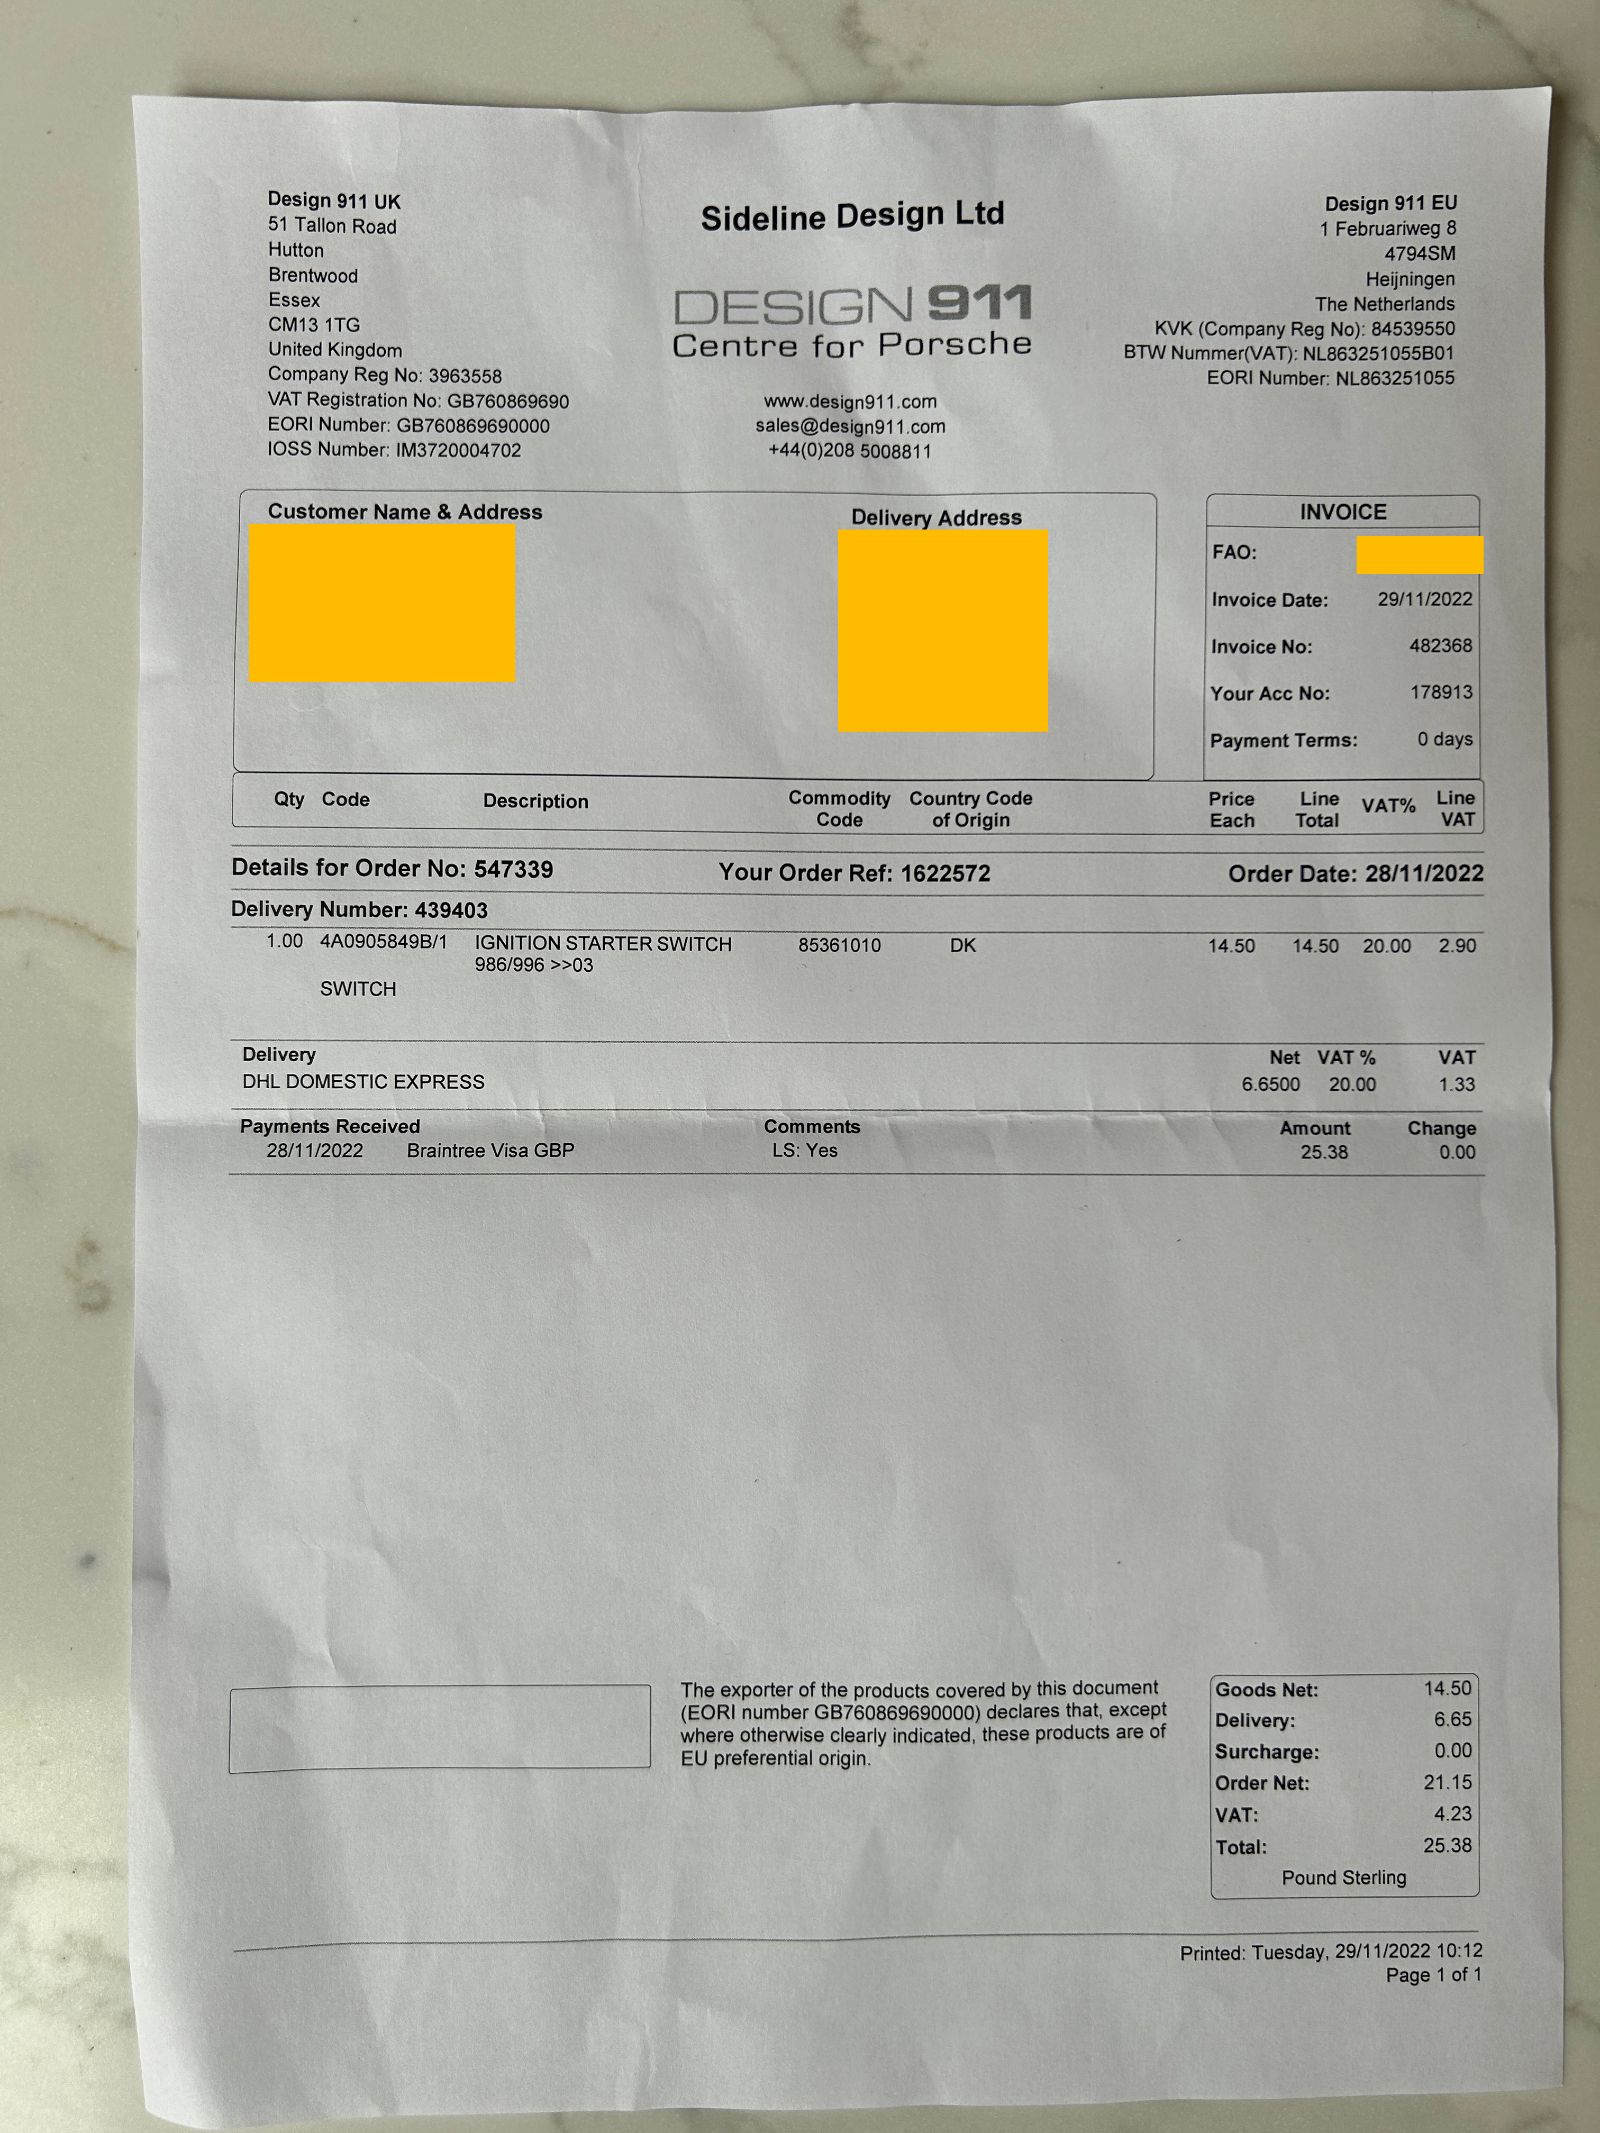 Design 911 UK
51 Tallon Road
Hutton
Brentwood
Essex
CM13 1TG
United Kingdom
Company Reg No: 3963558
VAT Registration No: GB760869690
EORI Number: GB760869690000
IOSS Number: IM3720004702
Sideline Design Ltd
DESIGN 911
Centre for Porsche
www.design911.com
sales@design911.com
+44(0)208 5008811
Design 911 EU
1 Februariweg 8
4794SM
Heijningen
The Netherlands
KVK (Company Reg No): 84539550
BTW Nummer(VAT): NL863251055B01
EORI Number: NL863251055
Customer Name & Address
Delivery Address
INVOICE
FAO:
Invoice Date: 29/11/2022
Invoice No: 482368
Your Acc No: 178913
Payment Terms: 0 days
Qty Code Description Commodity Code Country Code of Origin Price Each Line Total VAT% Line VAT
Details for Order No: 547339 Your Order Ref: 1622572 Order Date: 28/11/2022
Delivery Number: 439403
1.00 4A0905849B/1 IGNITION STARTER SWITCH 85361010 DK 14.50 14.50 20.00 2.90
986/996 >>03
SWITCH
Delivery Net VAT % VAT
DHL DOMESTIC EXPRESS 6.6500 20.00 1.33
Payments Received Comments Amount Change
28/11/2022 Braintree Visa GBP LS: Yes 25.38 0.00
The exporter of the products covered by this document
(EORI number GB760869690000) declares that, except
where otherwise clearly indicated, these products are of
EU preferential origin.
Goods Net: 14.50
Delivery: 6.65
Surcharge: 0.00
Order Net: 21.15
VAT: 4.23
Total: 25.38
Pound Sterling
Printed: Tuesday, 29/11/2022 10:12
Page 1 of 1